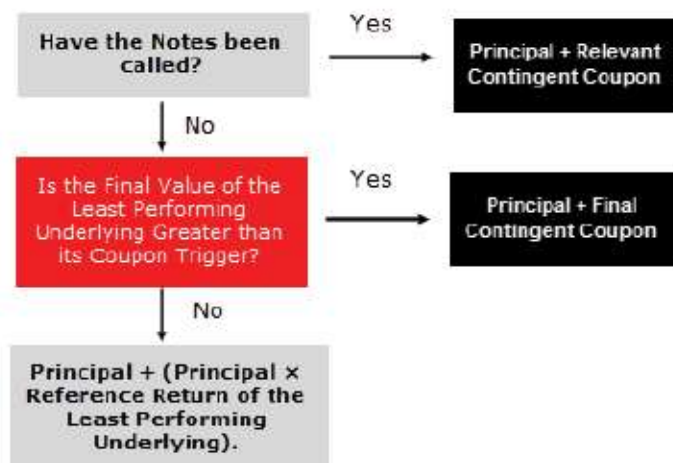 Have the Notes been
called?
Yes
Principal + Relevant
Contingent Coupon
No
Is the Final Value of the
Least Performing
Underlying Greater than
its Coupon Trigger?
Yes
Principal + Final
Contingent Coupon
No
Principal + (Principal ×
Reference Return of the
Least Performing
Underlying).